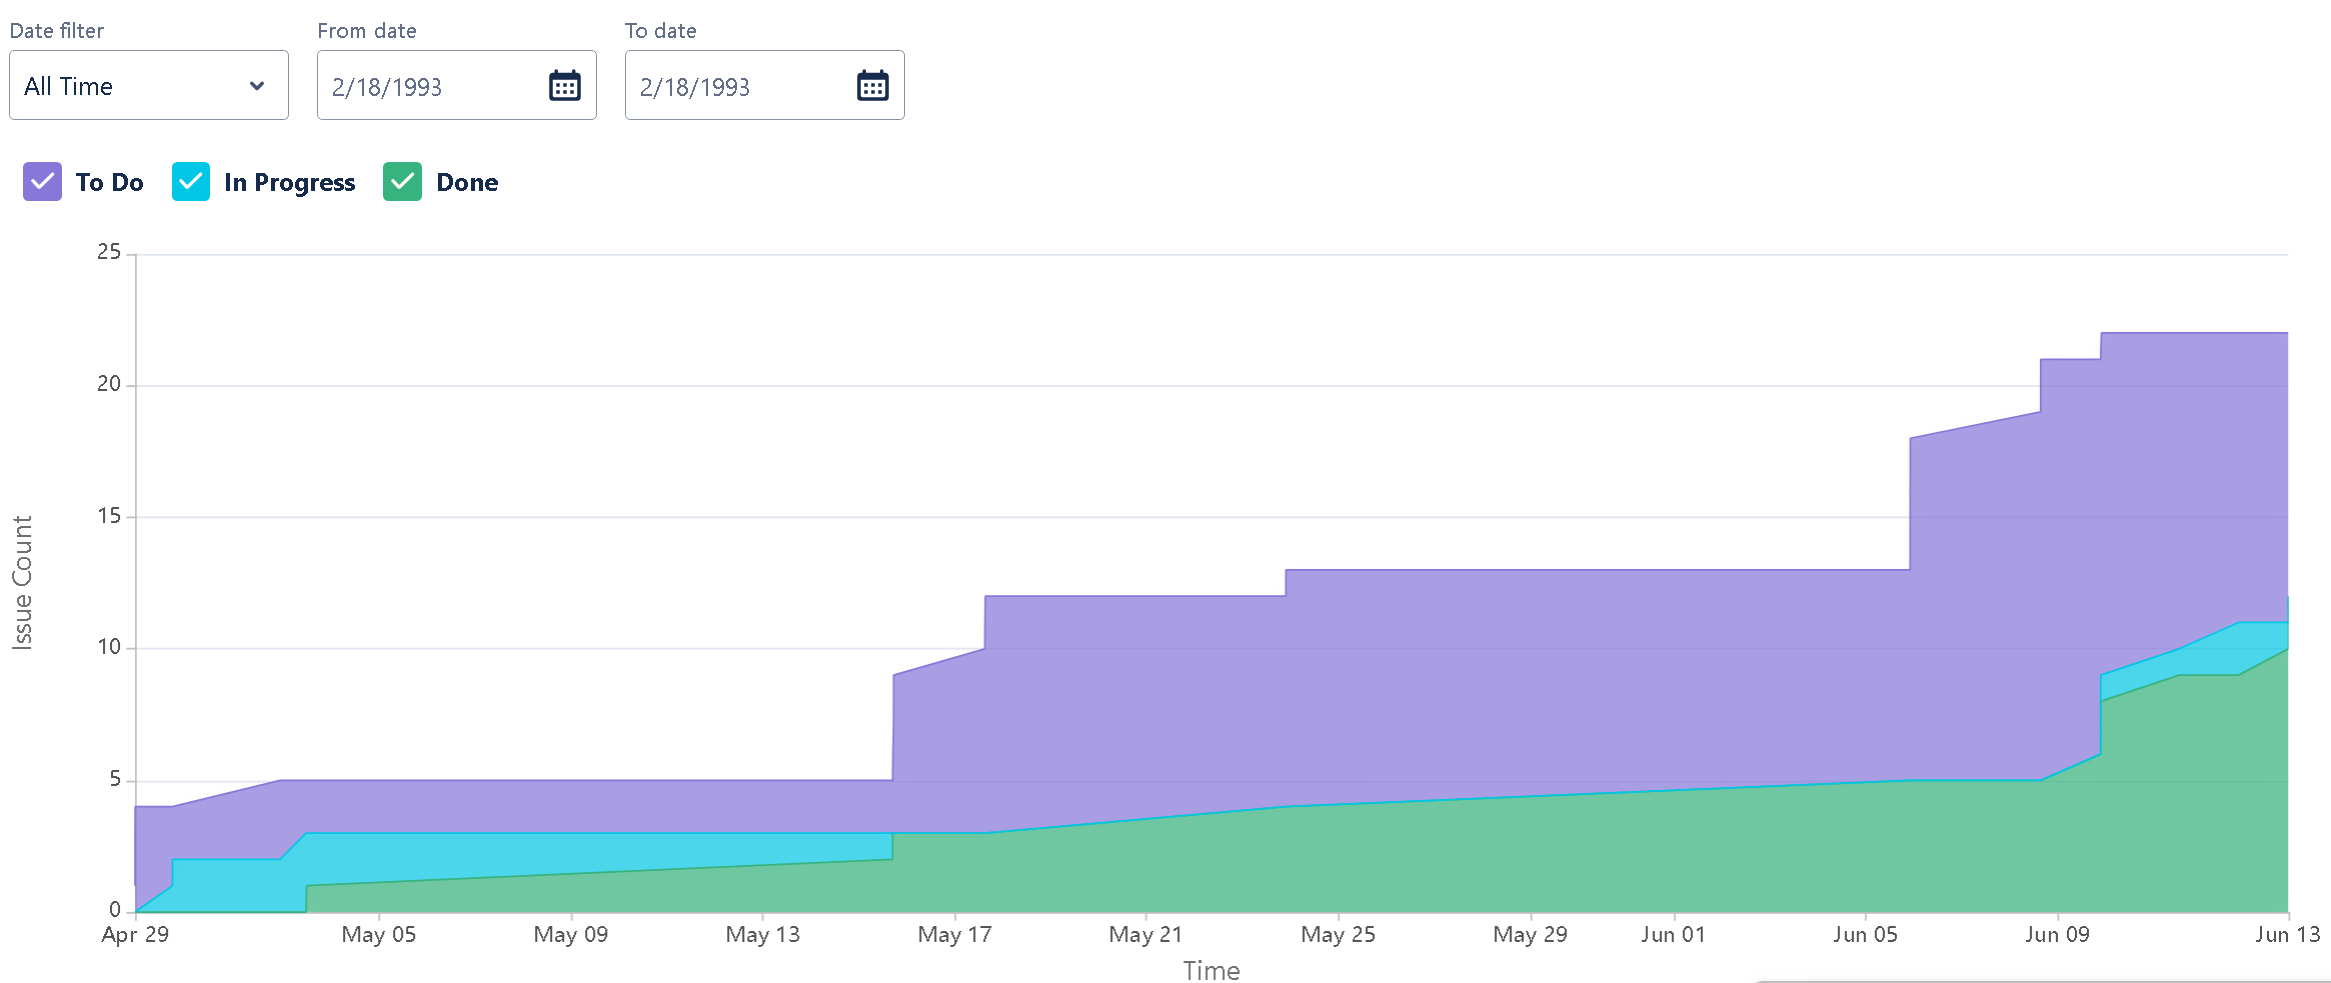 Date filter From date To date
All Time 2/18/1993 2/18/1993
To Do In Progress Done
25
20
15
10
5
0
Issue Count
Apr 29 May 05 May 09 May 13 May 17 May 21 May 25 May 29 Jun 01 Jun 05 Jun 09 Jun 13
Time